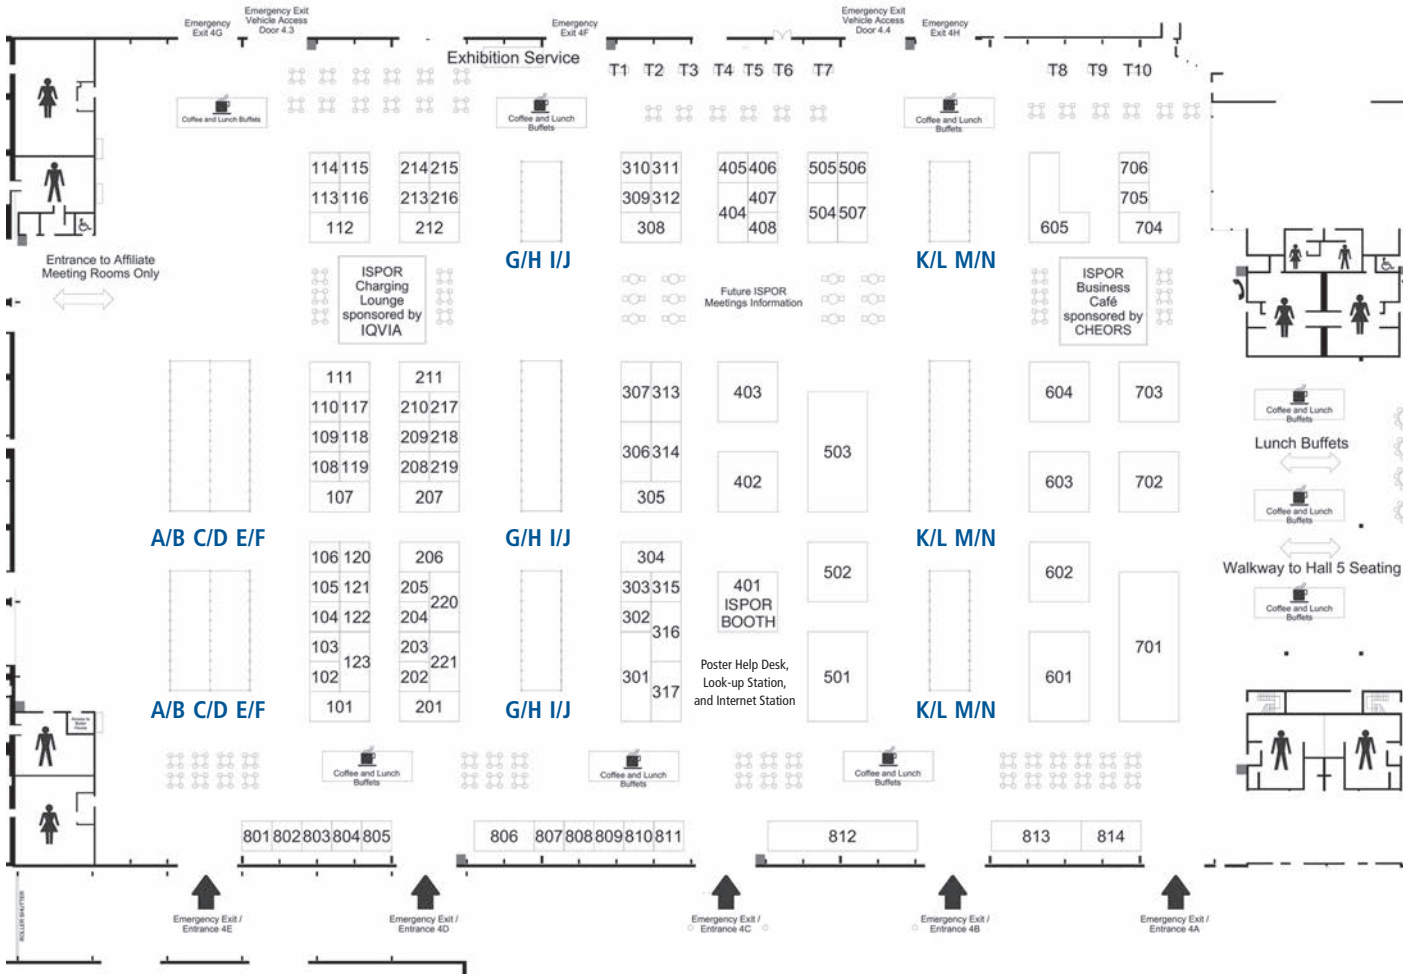 Emergency
Exit 4G
Emergency Exit
Vehicle Access
Door 4.3
Emergency
Exit 4F
Emergency Exit
Vehicle Access
Door 4.4
Emergency
Exit 4H
Exhibition Service
T1 T2 T3 T4 T5 T6 T7 T8 T9 T10
Coffee and Lunch Buffets
Coffee and Lunch
Buffets
Coffee and Lunch
Buffets
114 115 214 215 310 311 405 406 505 506 706
113 116 213 216 309 312 404 407 504 507 705
112 212 308 408 605 704
G/H I/J K/L M/N
Entrance to Affiliate
Meeting Rooms Only
ISPOR
Charging
Lounge
sponsored by
IQVIA
Future ISPOR
Meetings Information
ISPOR
Business
Café
sponsored by
CHEORS
111 211 307 313 403 604 703
110 117 210 217
109 118 209 218 306 314 503
108 119 208 219 402 603 702
107 207 305
Coffee and Lunch
Buffets
Lunch Buffets
Coffee and Lunch
Buffets
A/B C/D E/F G/H I/J K/L M/N
Walkway to Hall 5 Seating
Coffee and Lunch
Buffets
106 120 206 304 502 602
105 121 205 220 303 315
401
ISPOR
BOOTH
104 122 204 302 316
103 123 203 221 701
102 202 301 317 501 601
101 201
Poster Help Desk,
Look-up Station,
and Internet Station
A/B C/D E/F G/H I/J K/L M/N
Coffee and Lunch
Buffets
Coffee and Lunch
Buffets
Coffee and Lunch
Buffets
801 802 803 804 805 806 807 808 809 810 811 812 813 814
ROLLER SHUTTER
Emergency Exit /
Entrance 4E
Emergency Exit /
Entrance 4D
Emergency Exit /
Entrance 4C
Emergency Exit /
Entrance 4B
Emergency Exit /
Entrance 4A